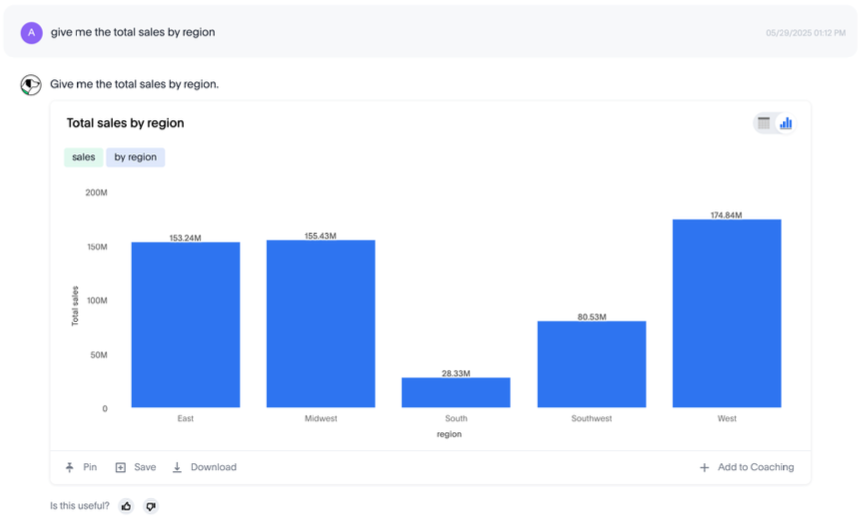 A give me the total sales by region 05/29/2025 01:12 PM
Give me the total sales by region.
Total sales by region
sales by region
200M
174.84M
155.43M
153.24M
150M
Total sales
100M
80.53M
50M
28.33M
0
East Midwest South Southwest West
region
Pin Save Download + Add to Coaching
Is this useful?